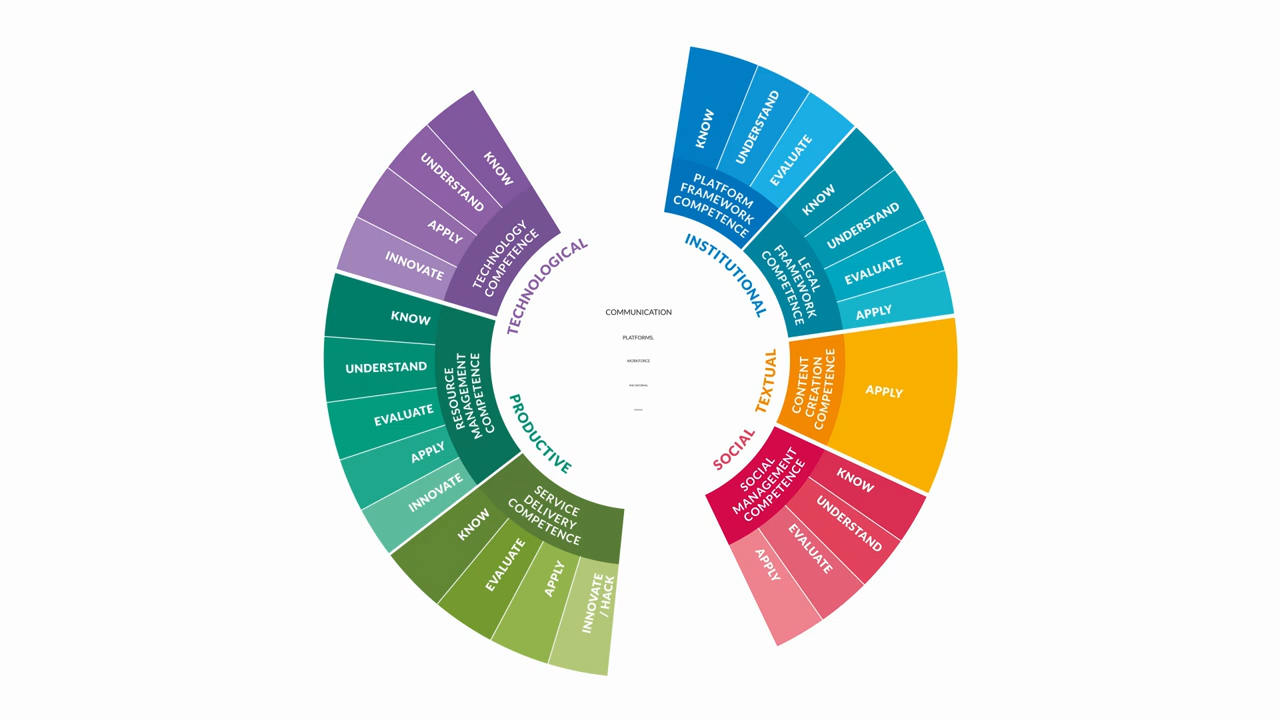 KNOW
UNDERSTAND
EVALUATE
PLATFORM
FRAMEWORK
COMPETENCE
INSTITUTIONAL
KNOW
UNDERSTAND
EVALUATE
APPLY
LEGAL
FRAMEWORK
COMPETENCE
TEXTUAL
CONTENT
CREATION
COMPETENCE
APPLY
SOCIAL
SOCIAL
MANAGEMENT
COMPETENCE
KNOW
UNDERSTAND
EVALUATE
APPLY
SERVICE
DELIVERY
COMPETENCE
KNOW
EVALUATE
APPLY
INNOVATE
/ HACK
PRODUCTIVE
RESOURCE
MANAGEMENT
COMPETENCE
KNOW
UNDERSTAND
EVALUATE
APPLY
INNOVATE
TECHNOLOGICAL
TECHNOLOGY
COMPETENCE
KNOW
UNDERSTAND
APPLY
INNOVATE
COMMUNICATION
PLATFORMS,
WORKFORCE